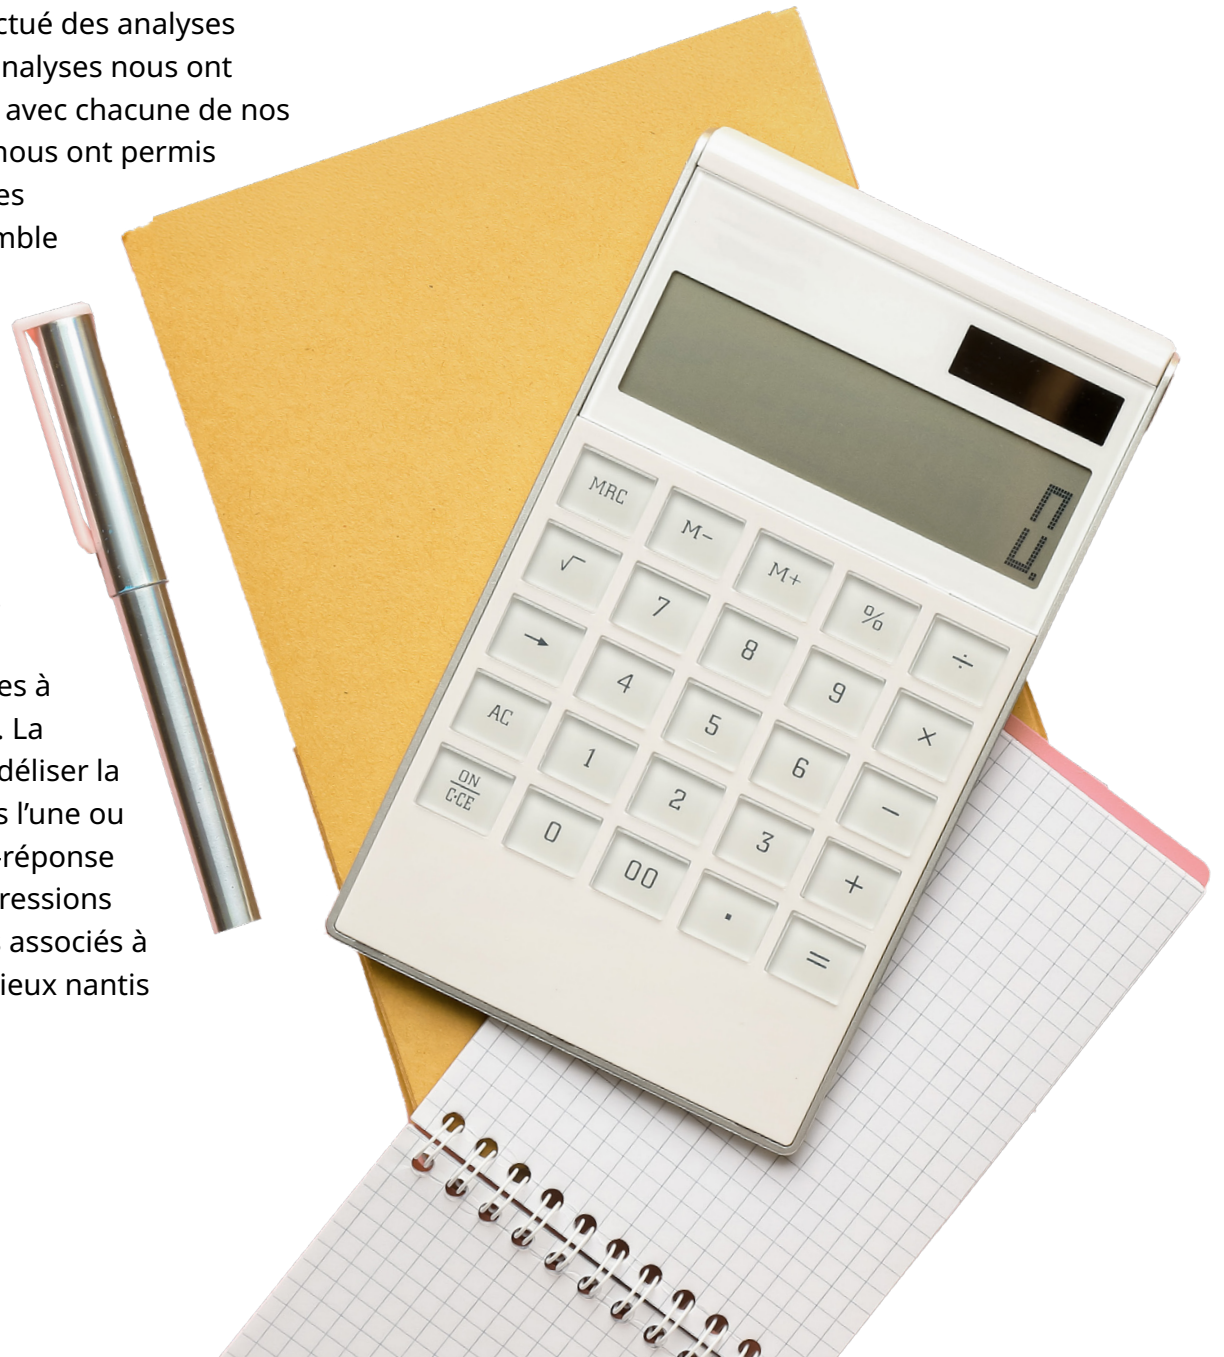 ctué des analyses
nalyses nous ont
avec chacune de nos
nous ont permis
es
mble
es à
. La
déliser la
s l’une ou
-réponse
ressions
s associés à
ieux nantis
0.
MRC M- M+ % ÷
√ 7 8 9 ×
→ 4 5 6 −
AC 1 2 3 +
ON
C·CE 0 00 . =